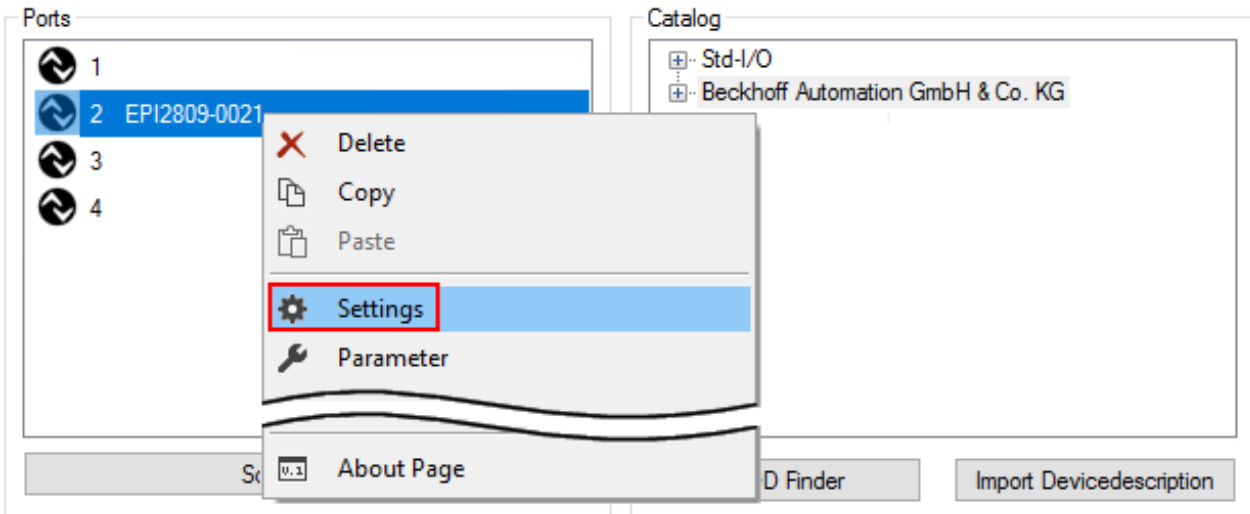 Ports
1
2 EPI2809-0021
3
4
Delete
Copy
Paste
Settings
Parameter
About Page
Catalog
Std-I/O
Beckhoff Automation GmbH & Co. KG
D Finder
Import Devicedescription